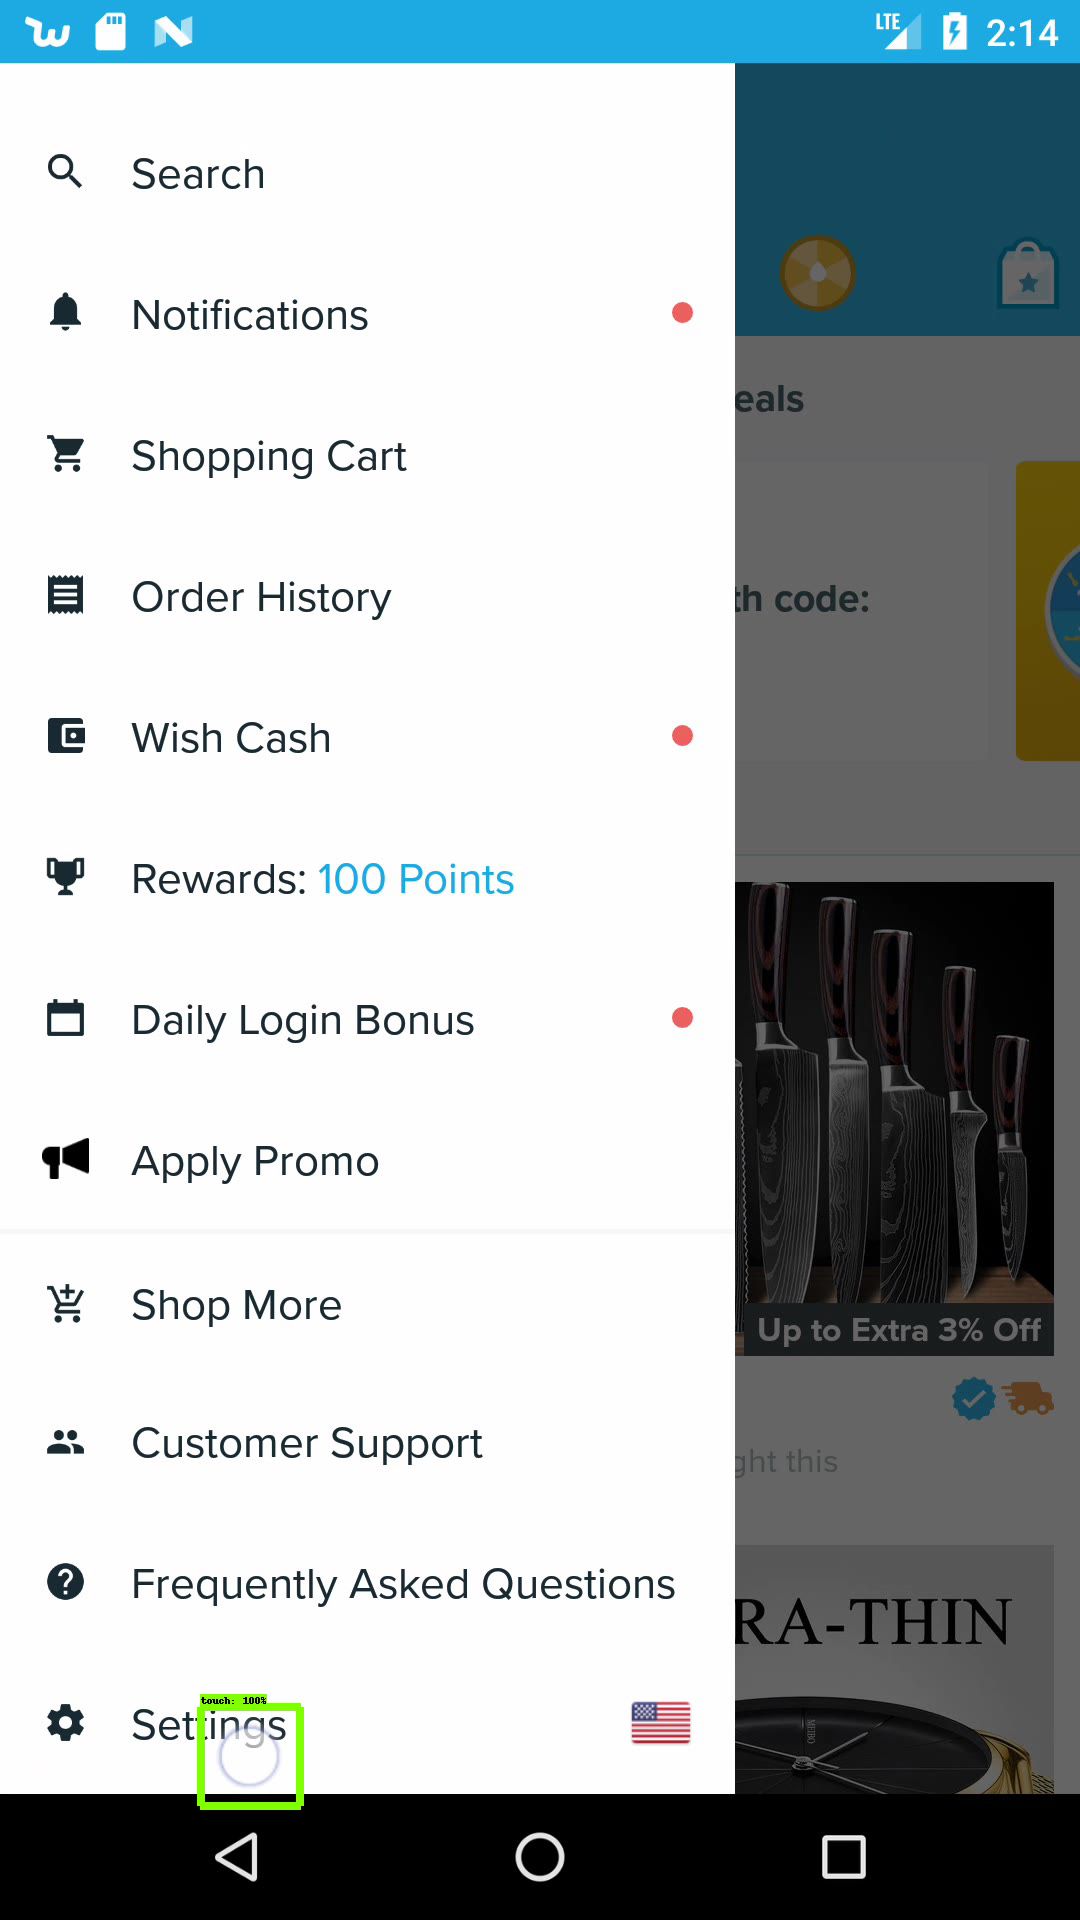 LTE 2:14
Search
Notifications
eals
Shopping Cart
Order History
th code:
Wish Cash
Rewards: 100 Points
Daily Login Bonus
Apply Promo
Shop More
Up to Extra 3% Off
Customer Support
ght this
Frequently Asked Questions
RA-THIN
touch: 100%
Settings